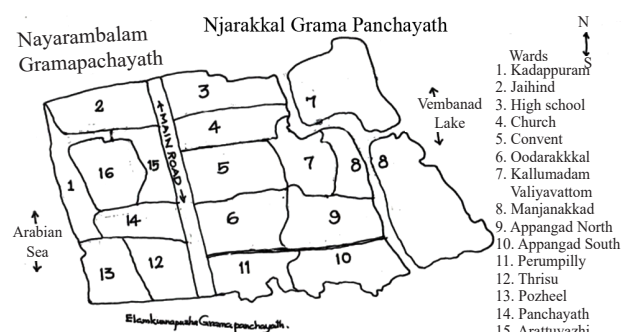 Njarakkal Grama Panchayath
N
S
Nayarambalam
Gramapachayath
Wards
1. Kadappuram
2. Jaihind
3. High school
4. Church
5. Convent
6. Oodarakkkal
7. Kallumadam
Valiyavattom
8. Manjanakkad
9. Appangad North
10. Appangad South
11. Perumpilly
12. Thrisu
13. Pozheel
14. Panchayath
15. Arattuvazhi
Vembanad
Lake
Arabian
Sea
MAIN ROAD
2
3
7
4
1
16
15
5
7
8
8
14
6
9
13
12
11
10
Elamkunnapuzha Grama panchayath.